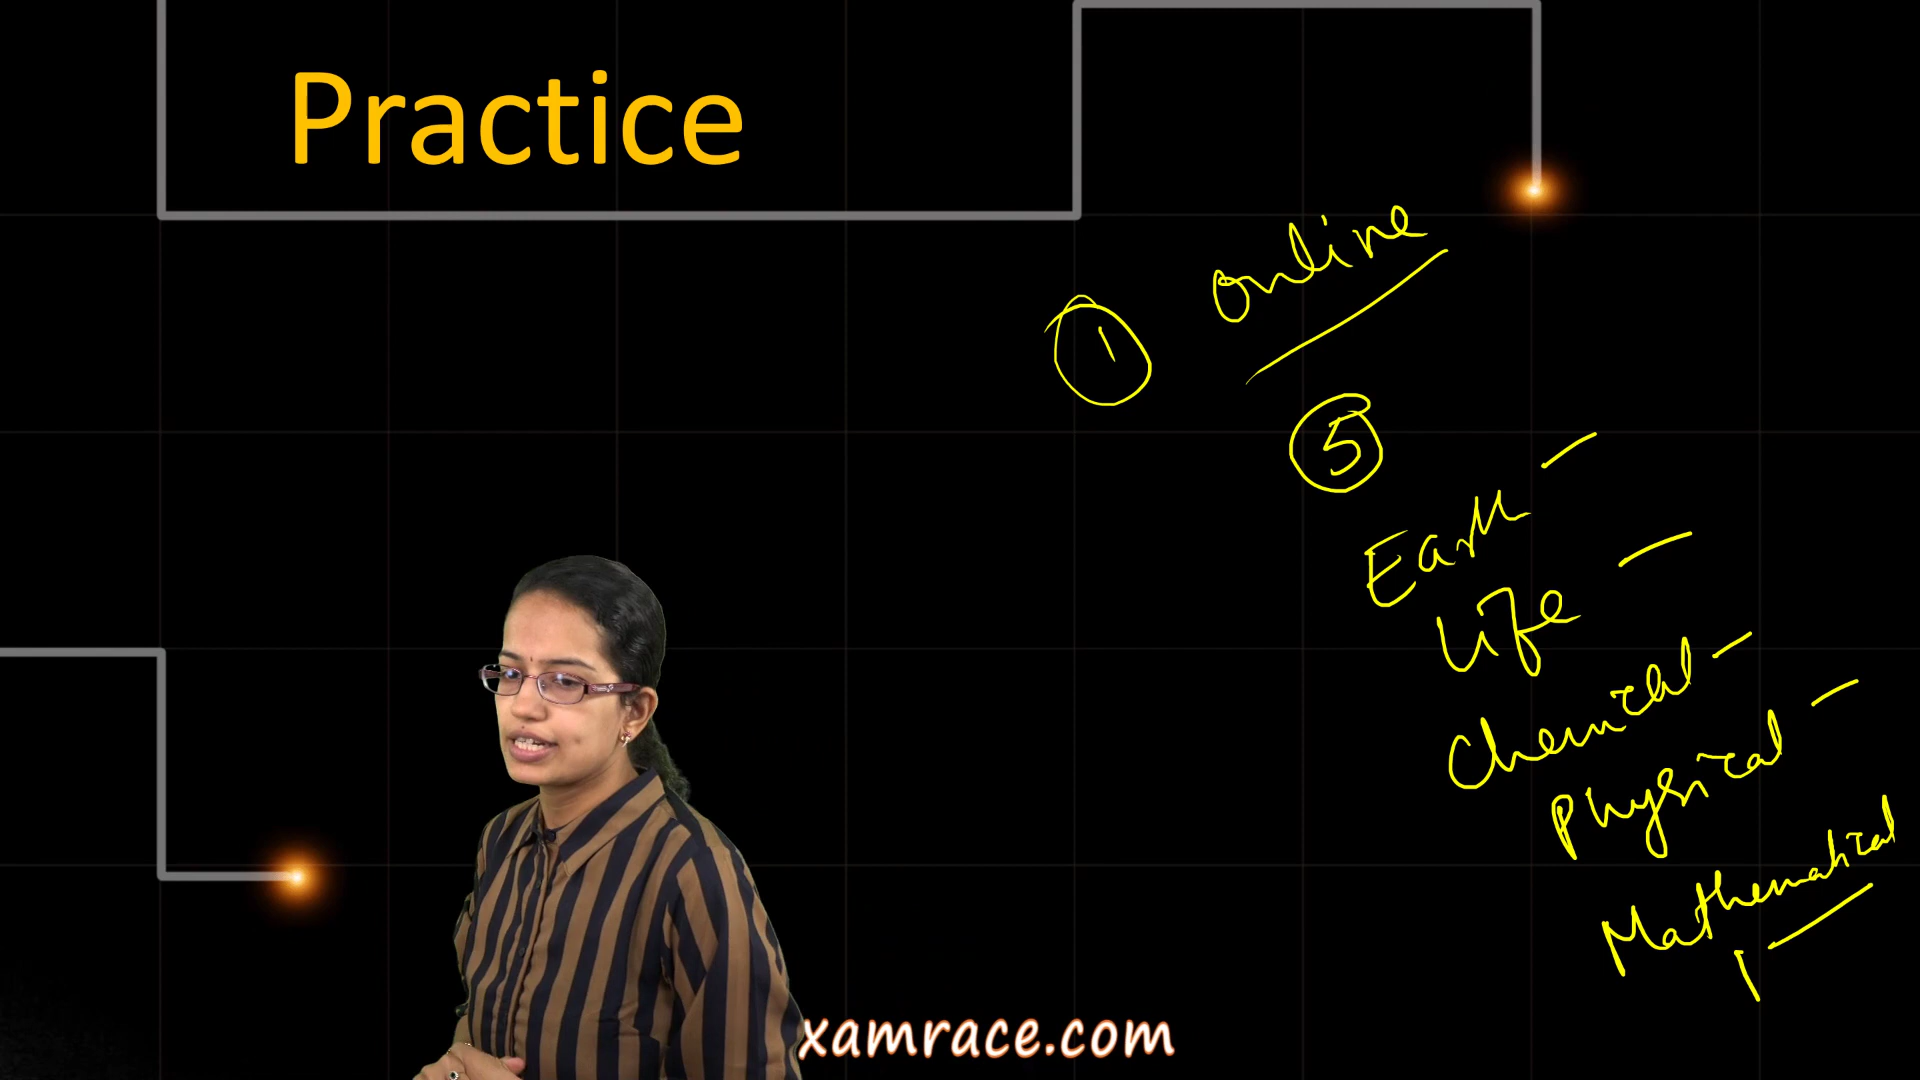 Practice
Online
1
5
Earth -
Life -
Chemical -
Physical -
Mathematical
xamrace.com